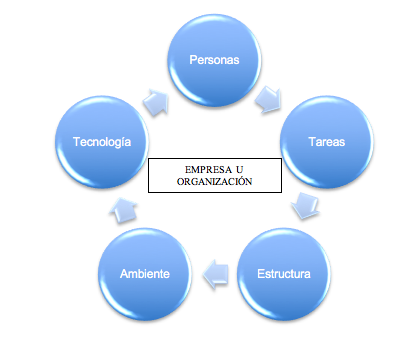 Personas
Tecnología
Tareas
EMPRESA U
ORGANIZACIÓN
Ambiente
Estructura